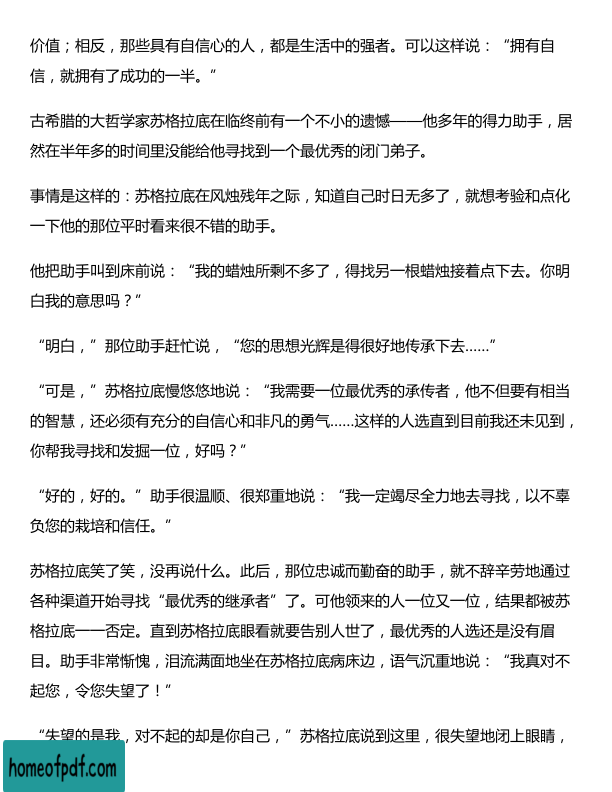 价值；相反，那些具有自信心的人，都是生活中的强者。可以这样说：“拥有自
信，就拥有了成功的一半。”
古希腊的大哲学家苏格拉底在临终前有一个不小的遗憾——他多年的得力助手，居
然在半年多的时间里没能给他寻找到一个最优秀的闭门弟子。
事情是这样的：苏格拉底在风烛残年之际，知道自己时日无多了，就想考验和点化
一下他的那位平时看来很不错的助手。
他把助手叫到床前说：“我的蜡烛所剩不多了，得找另一根蜡烛接着点下去。你明
白我的意思吗？”
“明白，”那位助手赶忙说，“您的思想光辉是得很好地传承下去……”
“可是，”苏格拉底慢悠悠地说：“我需要一位最优秀的承传者，他不但要有相当
的智慧，还必须有充分的自信心和非凡的勇气……这样的人选直到目前我还未见到，
你帮我寻找和发掘一位，好吗？”
“好的，好的。”助手很温顺、很郑重地说：“我一定竭尽全力地去寻找，以不辜
负您的栽培和信任。”
苏格拉底笑了笑，没再说什么。此后，那位忠诚而勤奋的助手，就不辞辛劳地通过
各种渠道开始寻找“最优秀的继承者”了。可他领来的人一位又一位，结果都被苏
格拉底一一否定。直到苏格拉底眼看就要告别人世了，最优秀的人选还是没有眉
目。助手非常惭愧，泪流满面地坐在苏格拉底病床边，语气沉重地说：“我真对不
起您，令您失望了！”
“失望的是我，对不起的却是你自己，”苏格拉底说到这里，很失望地闭上眼睛，
homeofpdf.com